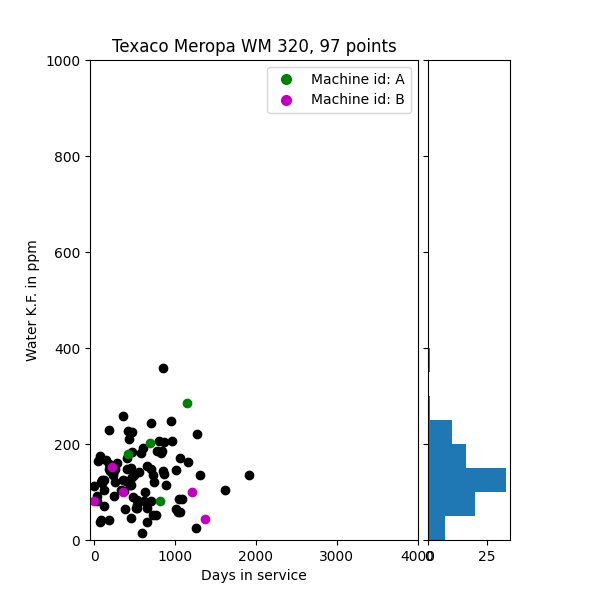 Texaco Meropa WM 320, 97 points
Machine id: A
Machine id: B
1000
800
600
400
200
0
Water K.F. in ppm
0 1000 2000 3000 4000
0 25
Days in service